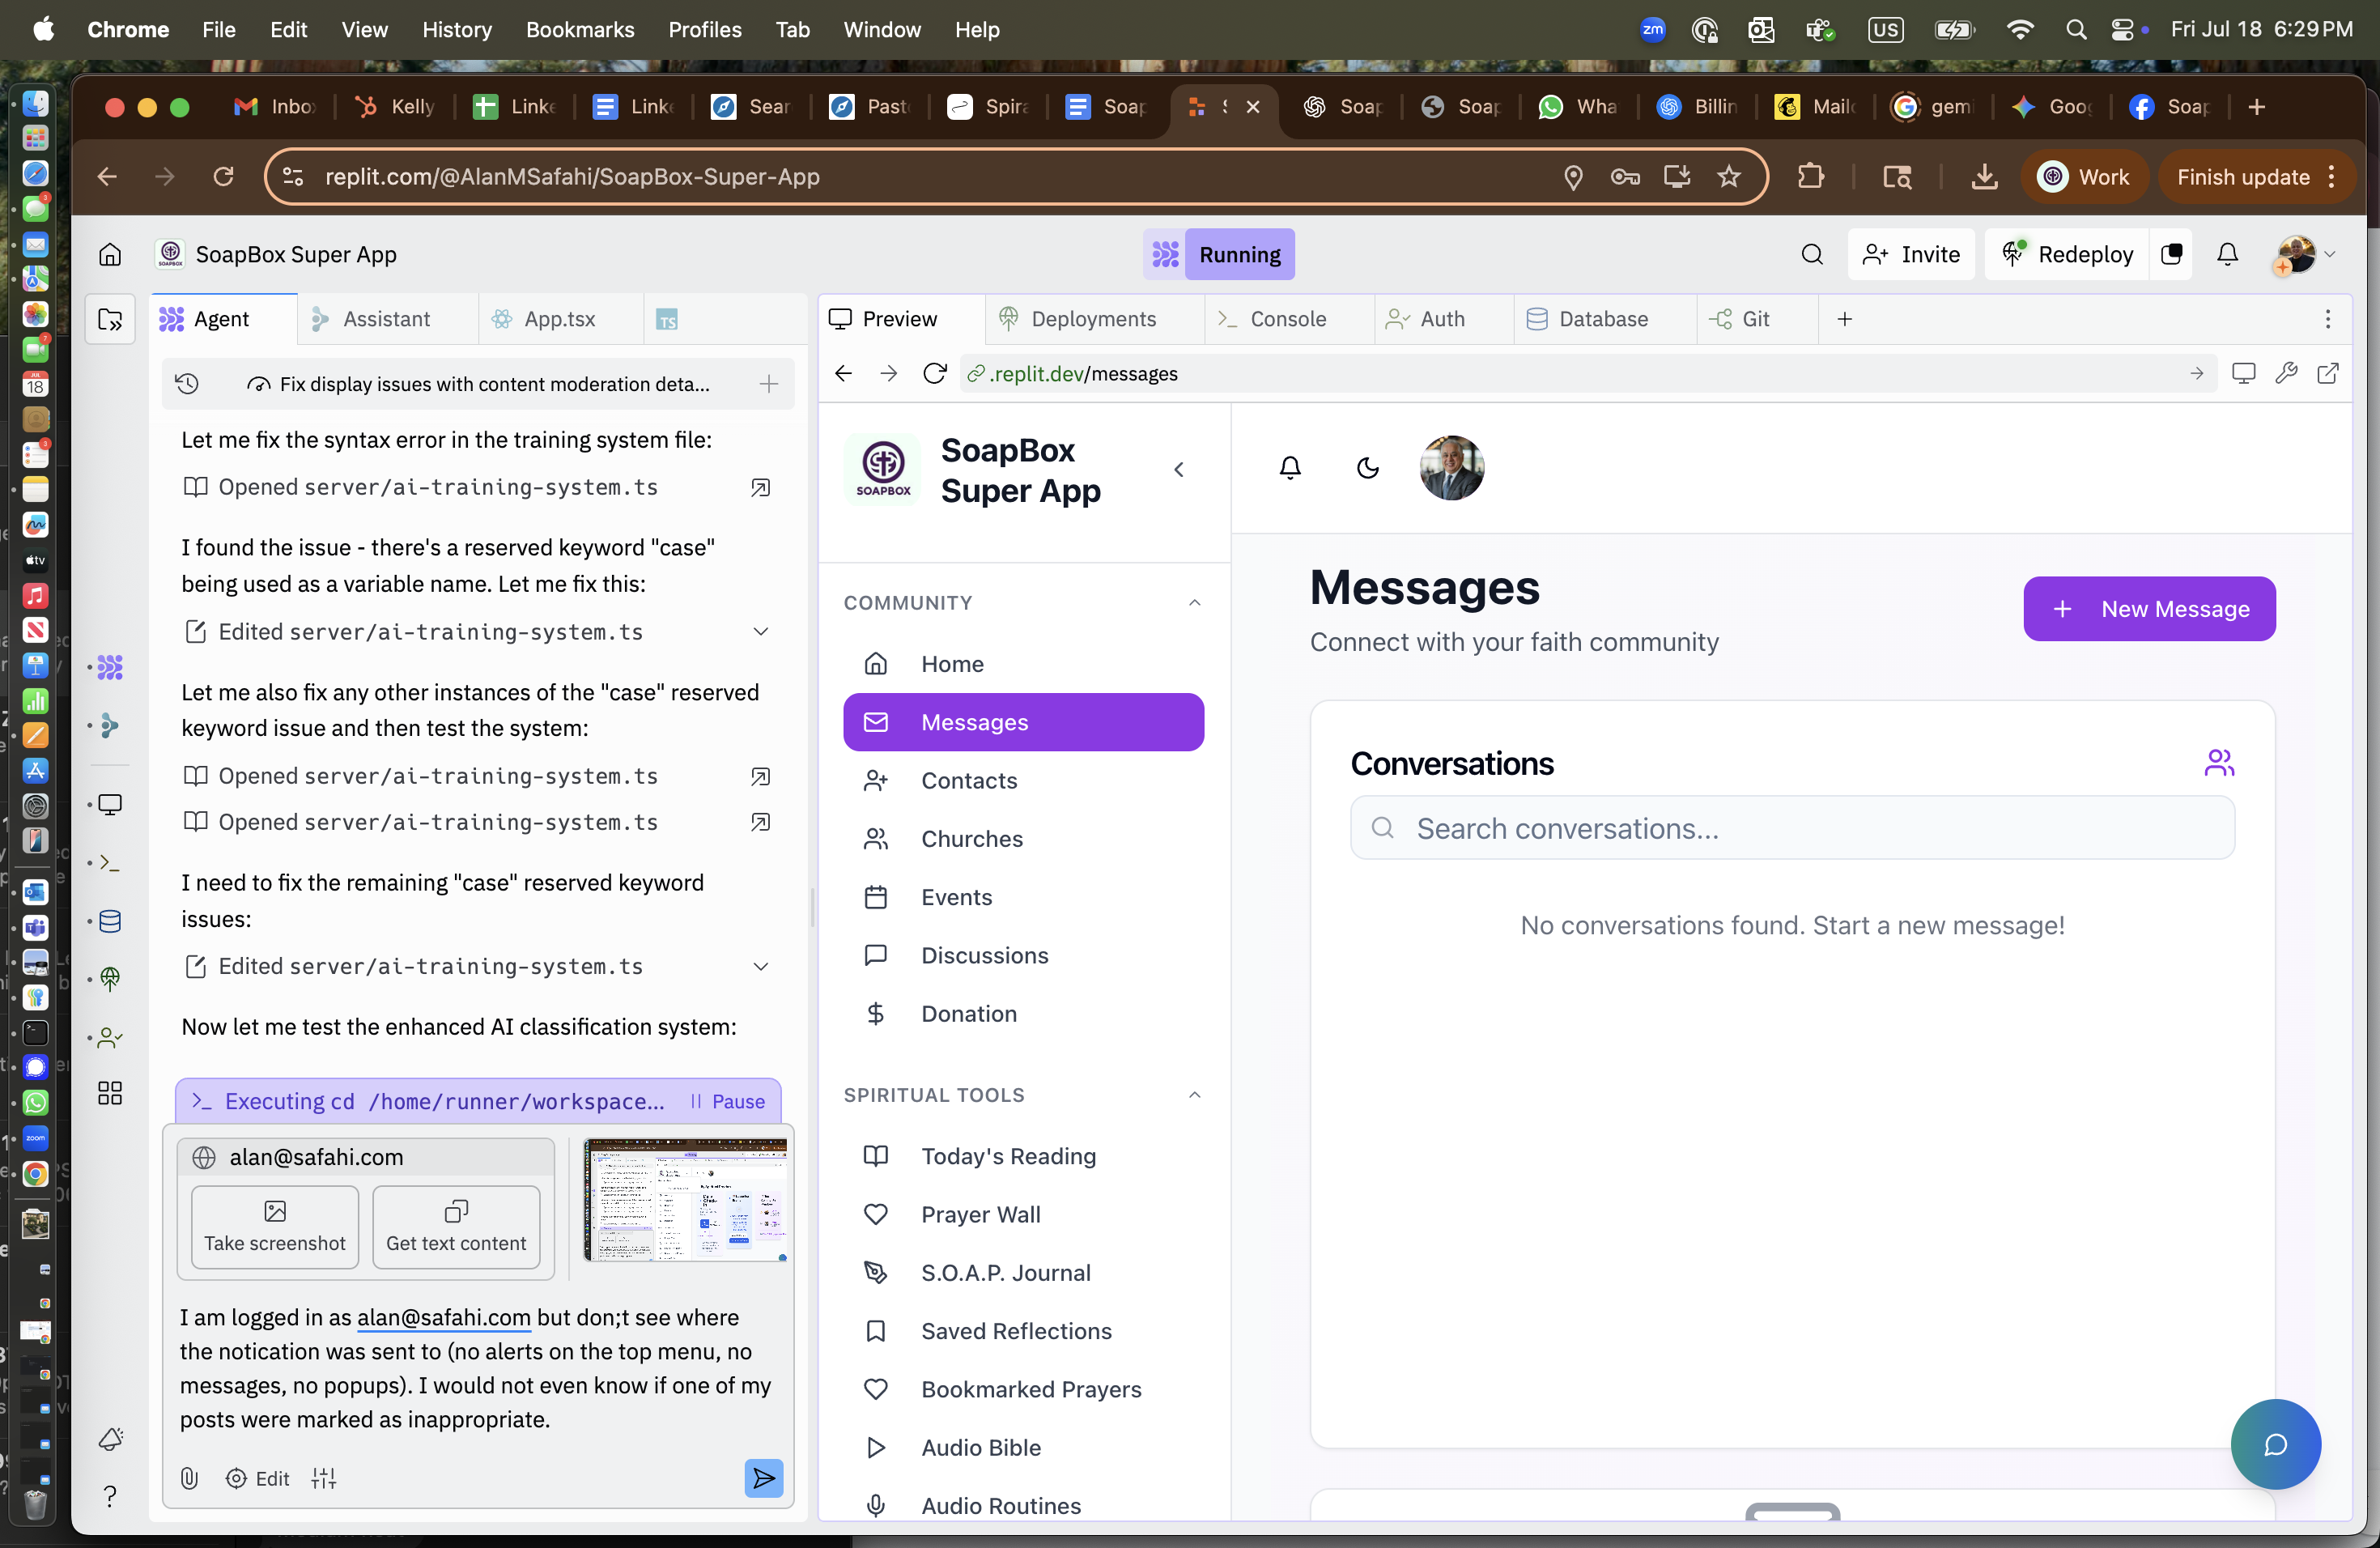 Chrome File Edit View History Bookmarks Profiles Tab Window Help
zm US Fri Jul 18 6:29 PM
Inbo Kelly Link Link Sear Past Spira Soap Soap Soap Wha Billin Mail gem Goo Soap
replit.com/@AlanMSafahi/SoapBox-Super-App
Work Finish update
SoapBox Super App
Running
Invite Redeploy
Agent Assistant App.tsx TS
Fix display issues with content moderation deta...
Let me fix the syntax error in the training system file:
Opened server/ai-training-system.ts
I found the issue - there's a reserved keyword "case"
being used as a variable name. Let me fix this:
Edited server/ai-training-system.ts
Let me also fix any other instances of the "case" reserved
keyword issue and then test the system:
Opened server/ai-training-system.ts
Opened server/ai-training-system.ts
I need to fix the remaining "case" reserved keyword
issues:
Edited server/ai-training-system.ts
Now let me test the enhanced AI classification system:
Executing cd /home/runner/workspace... Pause
alan@safahi.com
Take screenshot Get text content
I am logged in as alan@safahi.com but don;t see where
the notication was sent to (no alerts on the top menu, no
messages, no popups). I would not even know if one of my
posts were marked as inappropriate.
Edit
Preview Deployments Console Auth Database Git
.replit.dev/messages
SOAPBOX
SoapBox
Super App
COMMUNITY
Home
Messages
Contacts
Churches
Events
Discussions
Donation
SPIRITUAL TOOLS
Today's Reading
Prayer Wall
S.O.A.P. Journal
Saved Reflections
Bookmarked Prayers
Audio Bible
Audio Routines
Messages
Connect with your faith community
New Message
Conversations
Search conversations...
No conversations found. Start a new message!